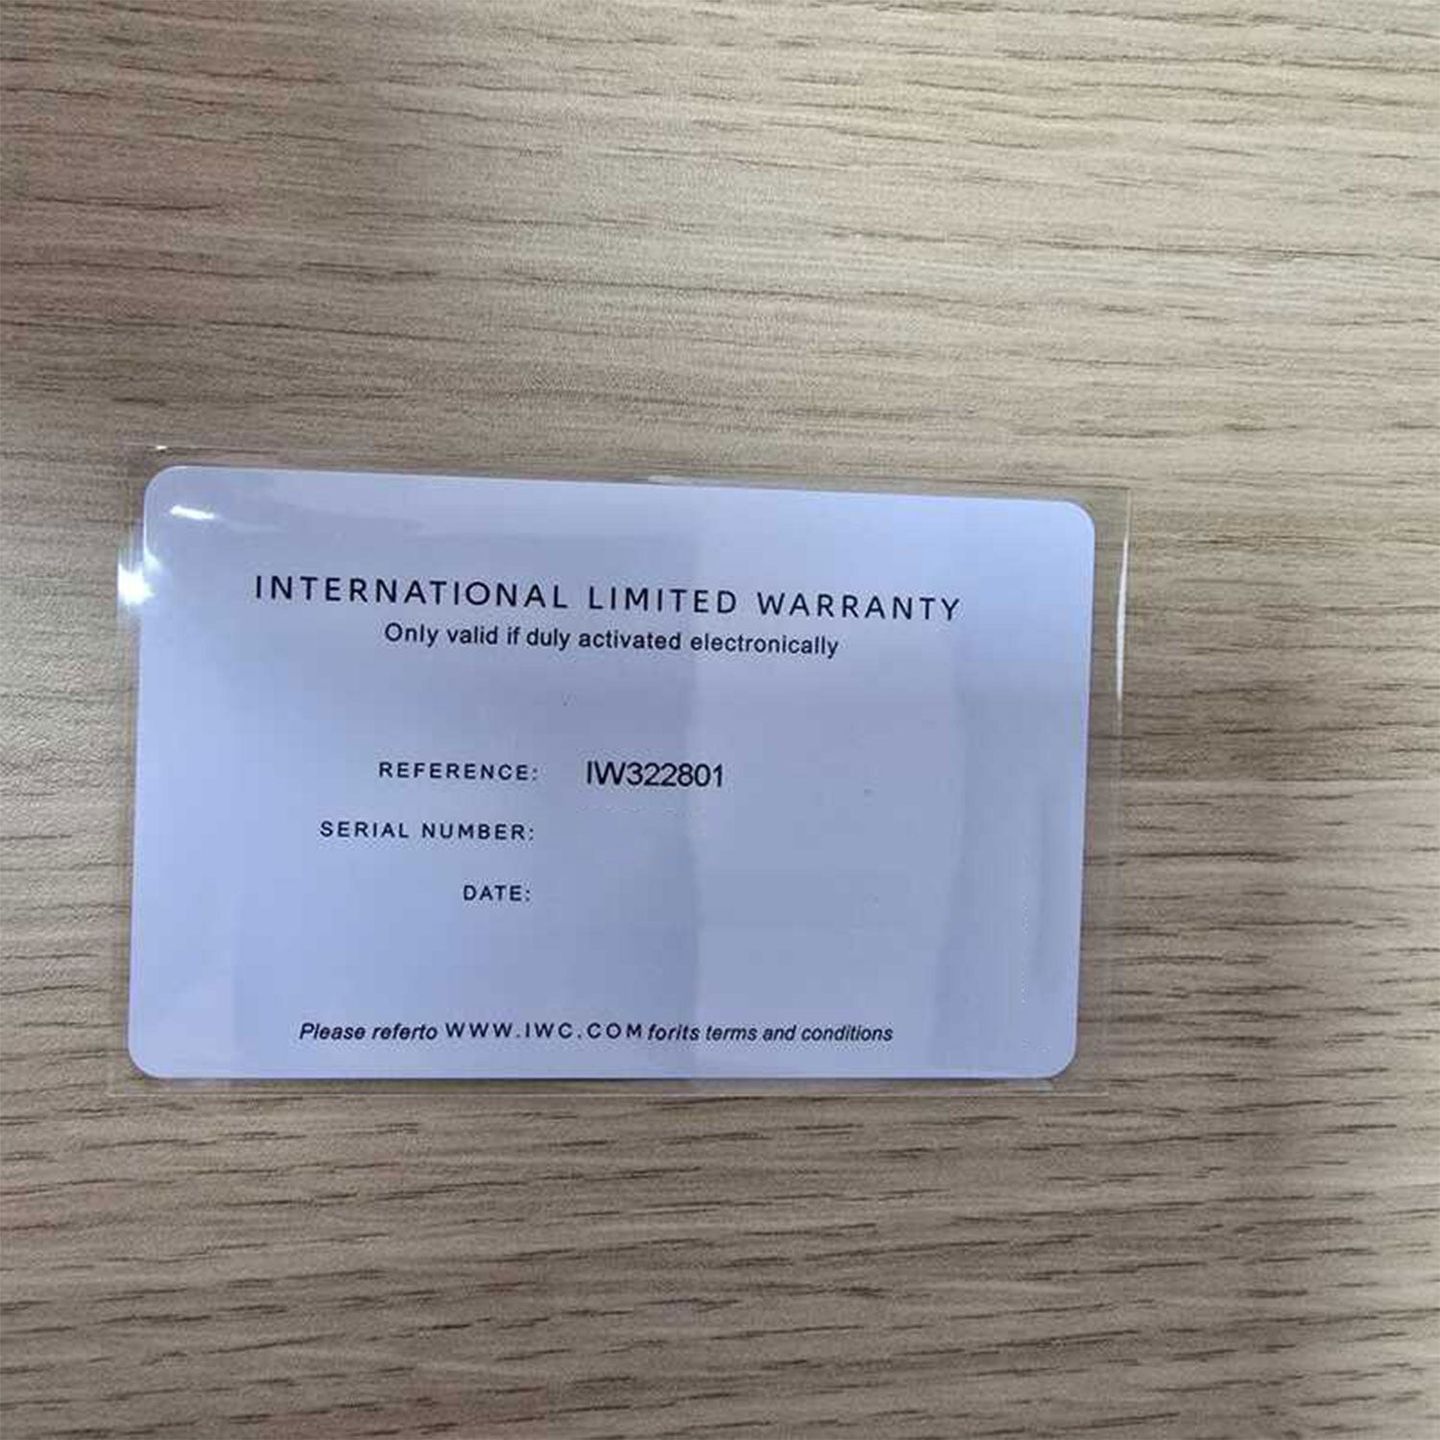 INTERNATIONAL LIMITED WARRANTY
Only valid if duly activated electronically
REFERENCE: IW322801
SERIAL NUMBER:
DATE:
Please referto WWW.IWC.COM forits terms and conditions